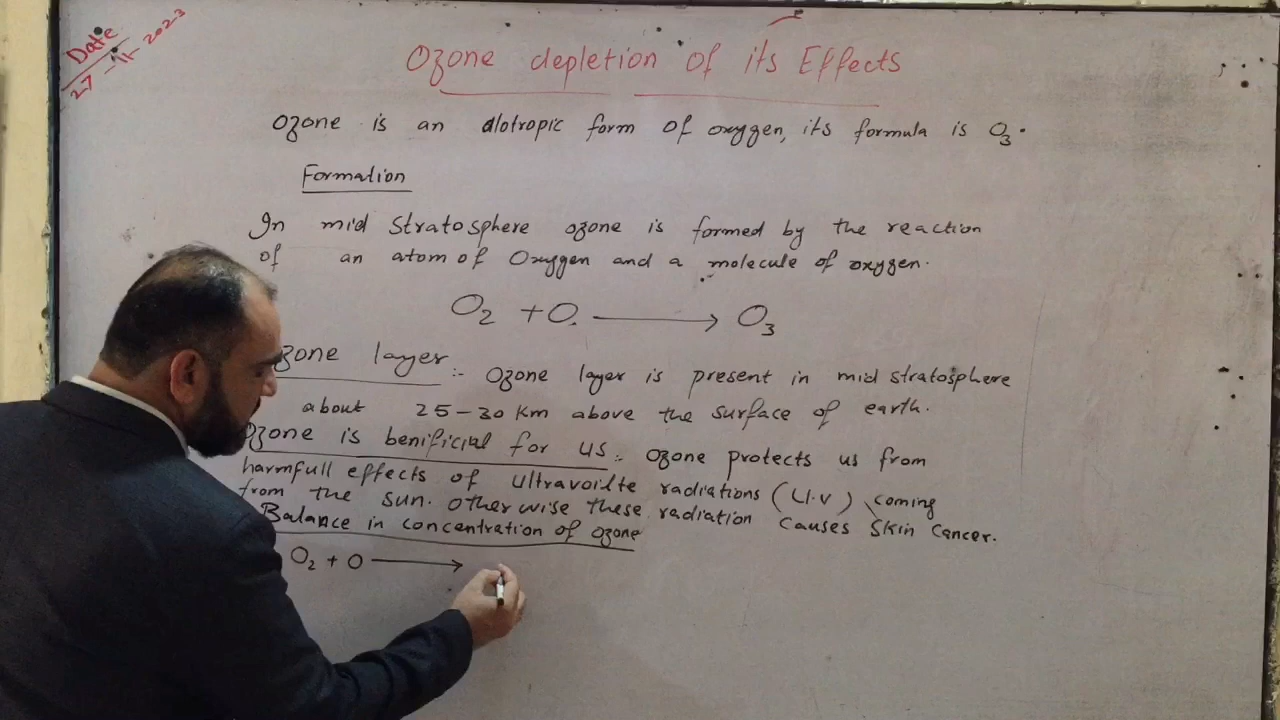 Date
27-11-2023
Ozone depletion of its Effects
Ozone is an alotropic form of oxygen, its formula is O₃.
Formation
In mid stratosphere ozone is formed by the reaction
of an atom of Oxygen and a molecule of oxygen.
O₂ + O. ⟶ O₃
zone layer :- Ozone layer is present in mid stratosphere
about 25-30 Km above the surface of earth.
Ozone is benificial for us :. Ozone protects us from
harmfull effects of Ultravoilte radiations (U.V) coming
from the sun. Otherwise these radiation causes skin cancer.
Balance in concentration of ozone
O₂ + O ⟶